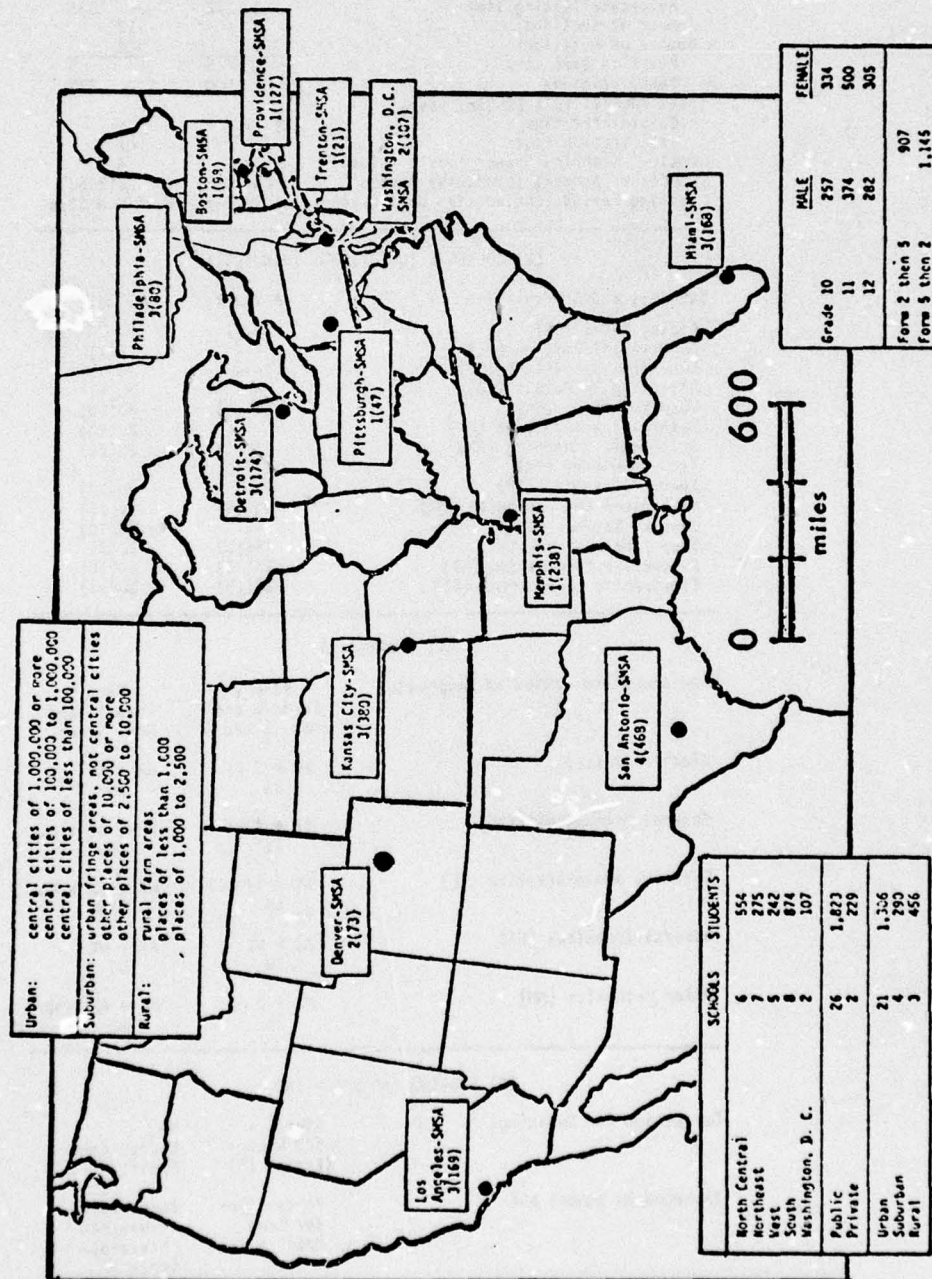 Urban: central cities of 1,000,000 or more
central cities of 100,000 to 1,000,000
central cities of less than 100,000
Suburban: urban fringe areas, not central cities
other places of 10,000 or more
other places of 2,500 to 10,000
Rural: rural farm areas
places of less than 1,000
places of 1,000 to 2,500
Philadelphia-SMSA
3(80)
Boston-SMSA
1(99)
Providence-SMSA
1(127)
Trenton-SMSA
1(21)
Washington, D.C.
SMSA 2(107)
Detroit-SMSA
3(174)
Pittsburgh-SMSA
1(47)
Miami-SMSA
3(168)
Memphis-SMSA
1(238)
Kansas City-SMSA
3(380)
Denver-SMSA
2(73)
San Antonio-SMSA
4(468)
Los
Angeles-SMSA
3(169)
0 600
miles
SCHOOLS STUDENTS
North Central 6 554
Northeast 7 275
West 5 242
South 8 874
Washington, D. C. 2 107
Public 26 1,823
Private 2 229
Urban 21 1,306
Suburban 4 290
Rural 3 456
MALE FEMALE
Grade 10 257 334
11 374 500
12 282 305
Form 2 then 5 907
Form 5 then 2 1,145